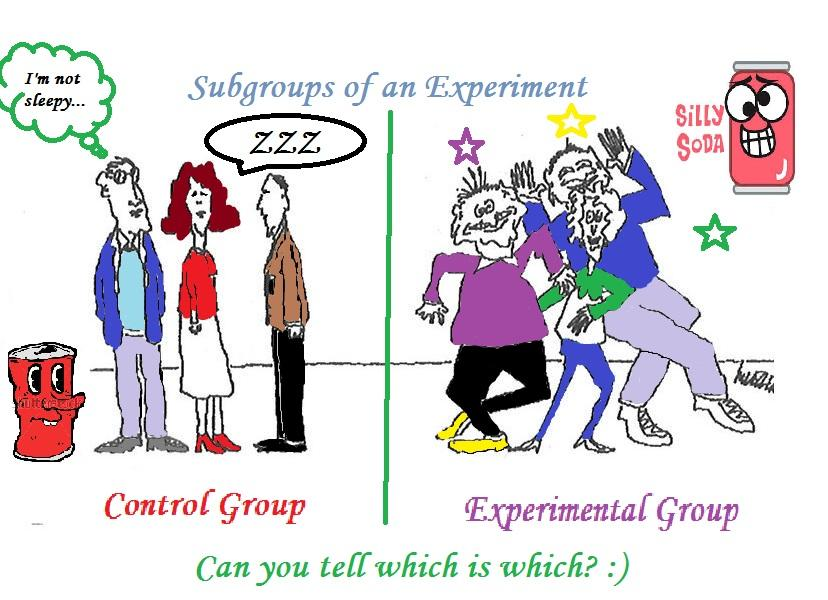 I'm not
sleepy...
Subgroups of an Experiment
ZZZ
SiLLY
SODA
Control Group
Experimental Group
Can you tell which is which? :)